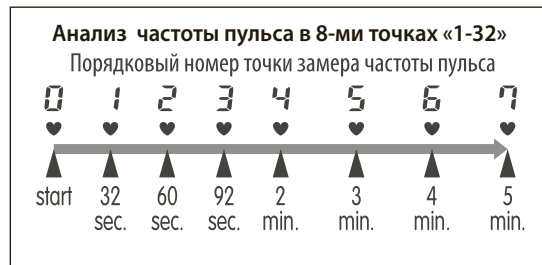 Анализ частоты пульса в 8-ми точках «1-32»
Порядковый номер точки замера частоты пульса
0 1 2 3 4 5 6 7
start 32 60 92 2 3 4 5
sec. sec. sec. min. min. min. min.